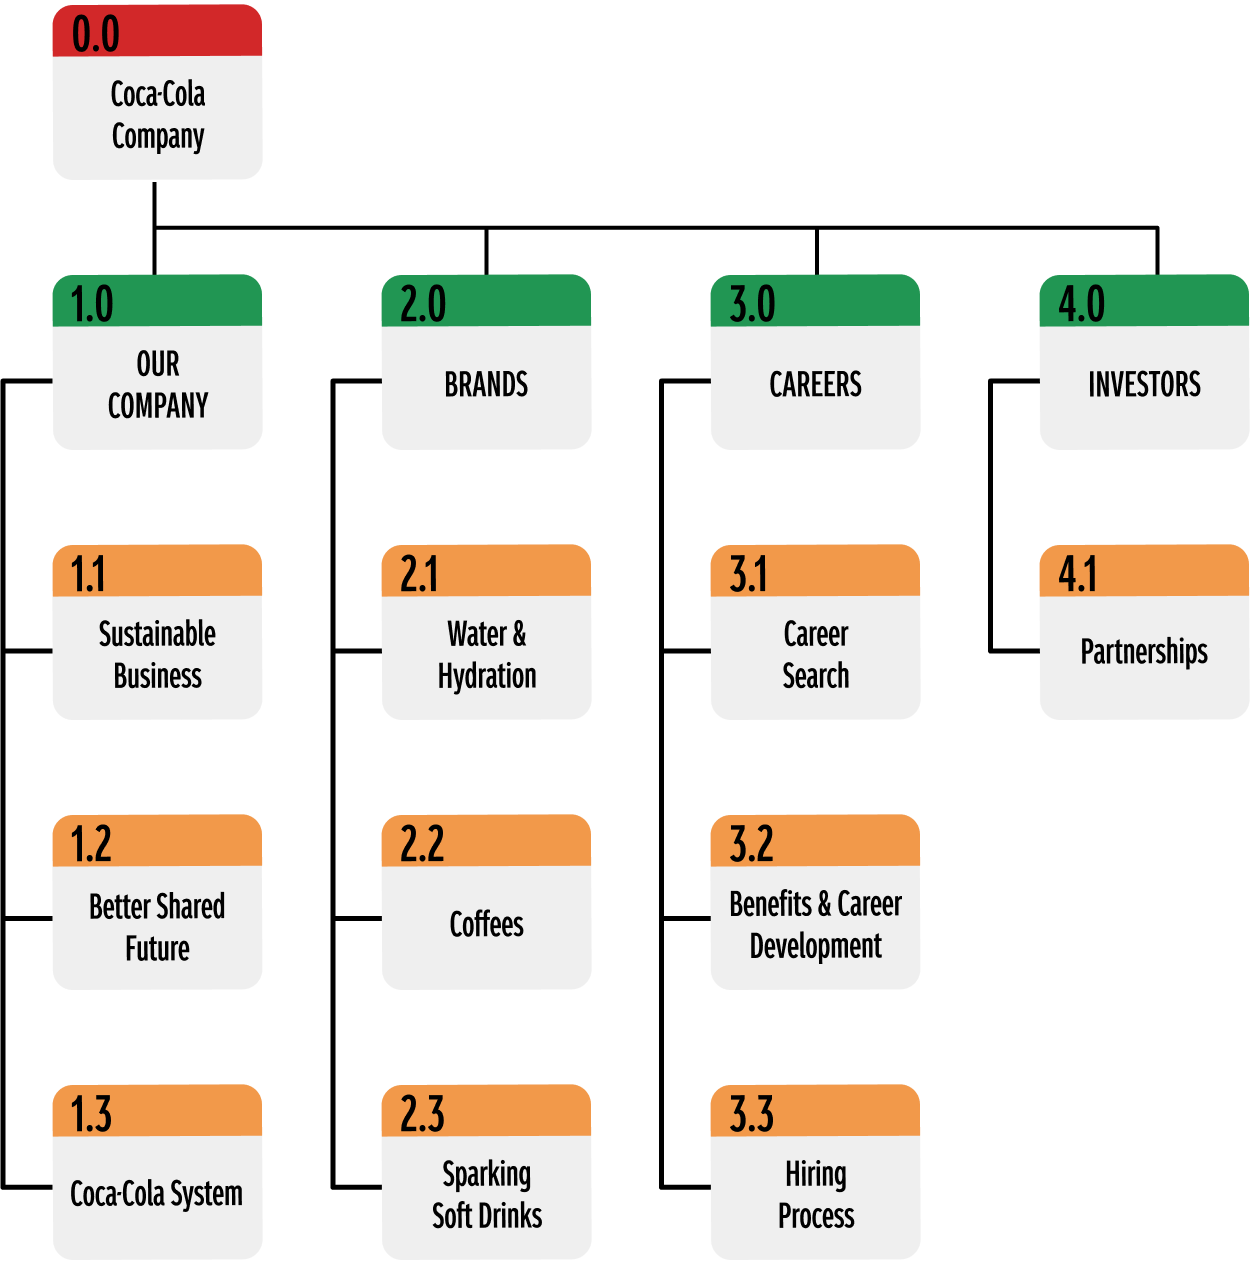 0.0
Coca-Cola
Company
1.0
OUR
COMPANY
2.0
BRANDS
3.0
CAREERS
4.0
INVESTORS
1.1
Sustainable
Business
2.1
Water &
Hydration
3.1
Career
Search
4.1
Partnerships
1.2
Better Shared
Future
2.2
Coffees
3.2
Benefits & Career
Development
1.3
Coca-Cola System
2.3
Sparking
Soft Drinks
3.3
Hiring
Process